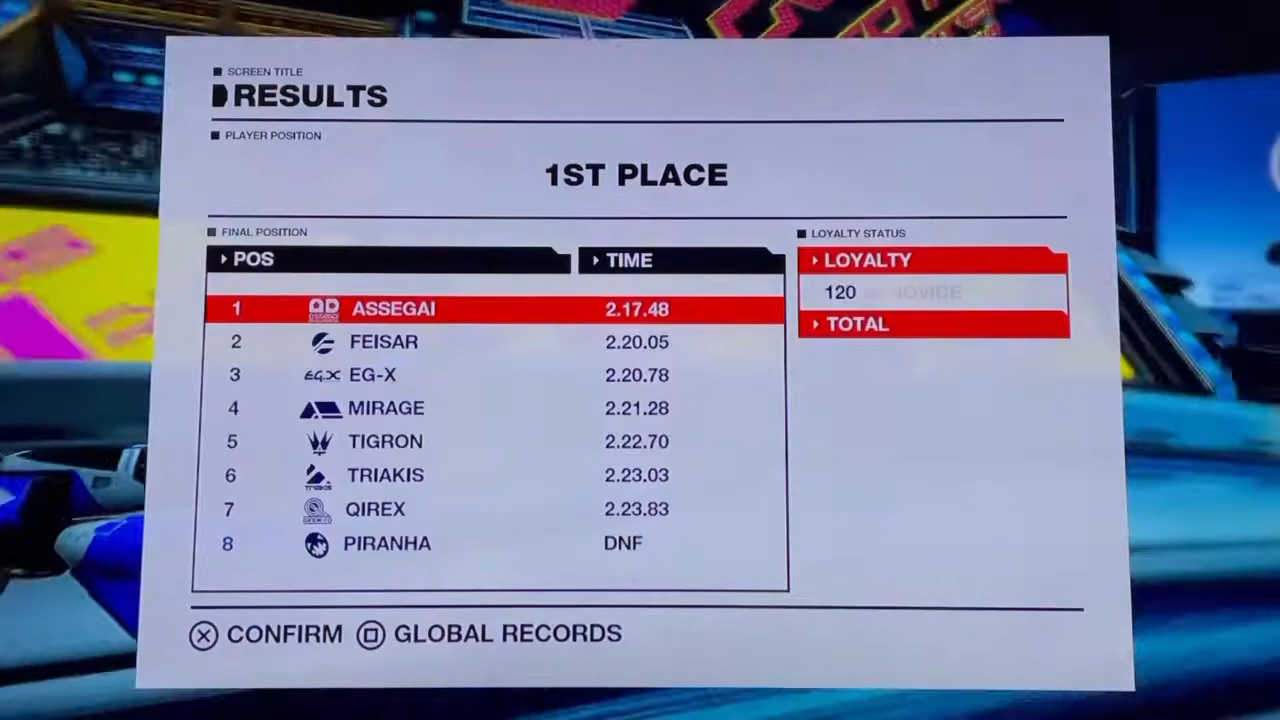 SCREEN TITLE
RESULTS
PLAYER POSITION
1ST PLACE
FINAL POSITION
LOYALTY STATUS
POS TIME
LOYALTY
1 ASSEGAI 2.17.48
120 NOVICE
2 FEISAR 2.20.05
TOTAL
3 EG-X EG-X 2.20.78
4 MIRAGE 2.21.28
5 TIGRON 2.22.70
6 TRIAKIS 2.23.03
7 QIREX 2.23.83
8 PIRANHA DNF
CONFIRM GLOBAL RECORDS